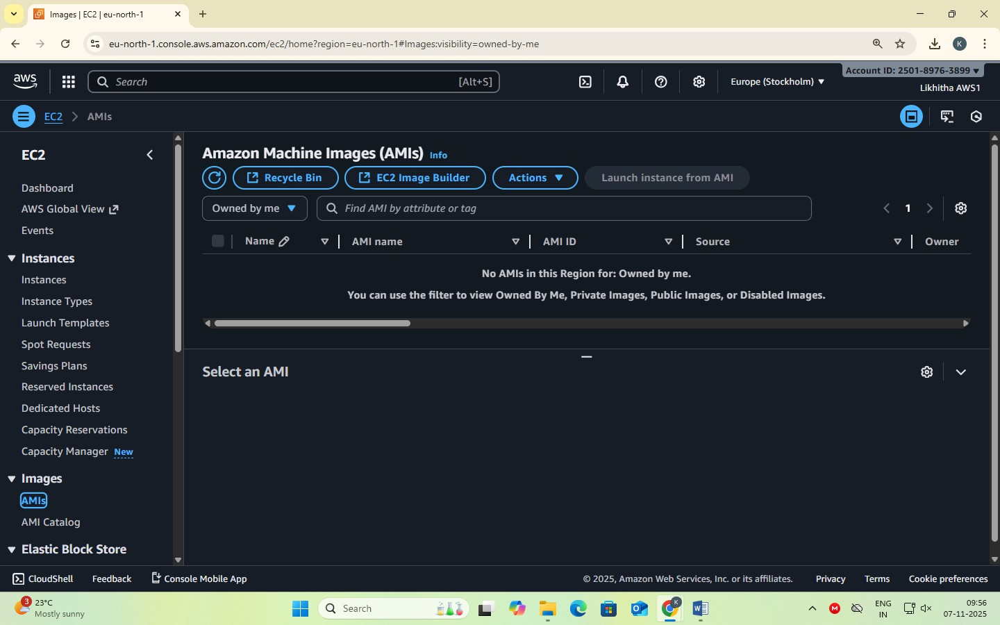 Images | EC2 | eu-north-1
eu-north-1.console.aws.amazon.com/ec2/home?region=eu-north-1#Images:visibility=owned-by-me
K
aws
Search [Alt+S]
Europe (Stockholm)
Account ID: 2501-8976-3899
Likhitha AWS1
EC2
AMIs
EC2
Dashboard
AWS Global View
Events
Instances
Instances
Instance Types
Launch Templates
Spot Requests
Savings Plans
Reserved Instances
Dedicated Hosts
Capacity Reservations
Capacity Manager New
Images
AMIs
AMI Catalog
Elastic Block Store
Amazon Machine Images (AMIs) Info
Recycle Bin
EC2 Image Builder
Actions
Launch instance from AMI
Owned by me
Find AMI by attribute or tag
1
Name AMI name AMI ID Source Owner
No AMIs in this Region for: Owned by me.
You can use the filter to view Owned By Me, Private Images, Public Images, or Disabled Images.
Select an AMI
CloudShell Feedback Console Mobile App
© 2025, Amazon Web Services, Inc. or its affiliates. Privacy Terms Cookie preferences
3
23°C
Mostly sunny
Search
K
W
M
ENG
IN
09:56
07-11-2025